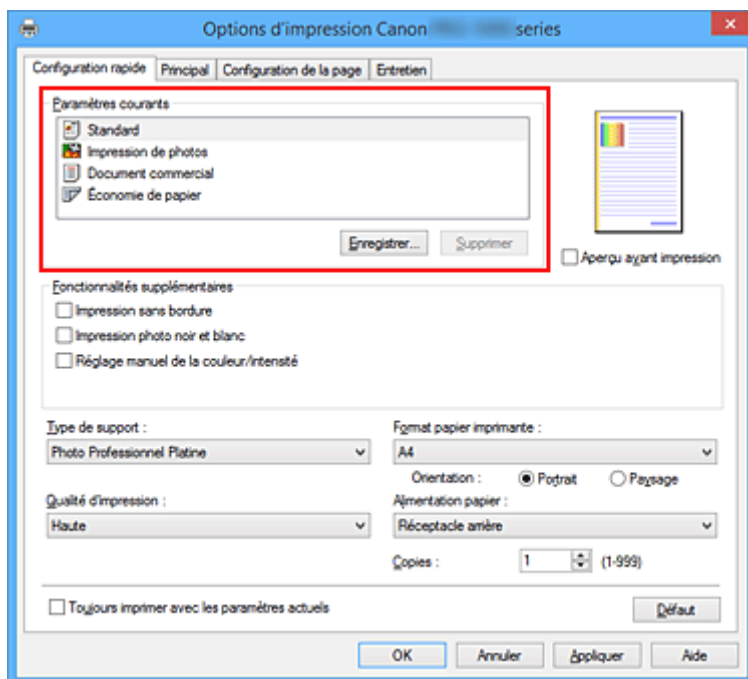 Options d'impression Canon series
Configuration rapide Principal Configuration de la page Entretien
Paramètres courants
Standard
Impression de photos
Document commercial
Économie de papier
Enregistrer... Supprimer
Aperçu avant impression
Fonctionnalités supplémentaires
Impression sans bordure
Impression photo noir et blanc
Réglage manuel de la couleur/intensité
Type de support :
Photo Professionnel Platine
Format papier imprimante :
A4
Orientation : Portrait Paysage
Qualité d'impression :
Haute
Alimentation papier :
Réceptacle arrière
Copies : 1 (1-999)
Toujours imprimer avec les paramètres actuels
Défaut
OK Annuler Appliquer Aide